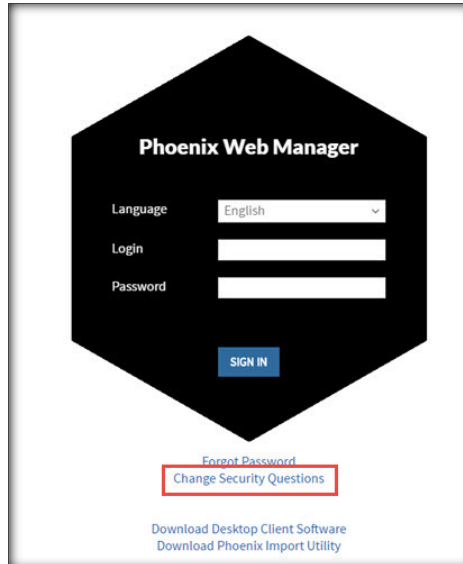 Phoenix Web Manager
Language English
Login
Password
SIGN IN
Forgot Password
Change Security Questions
Download Desktop Client Software
Download Phoenix Import Utility